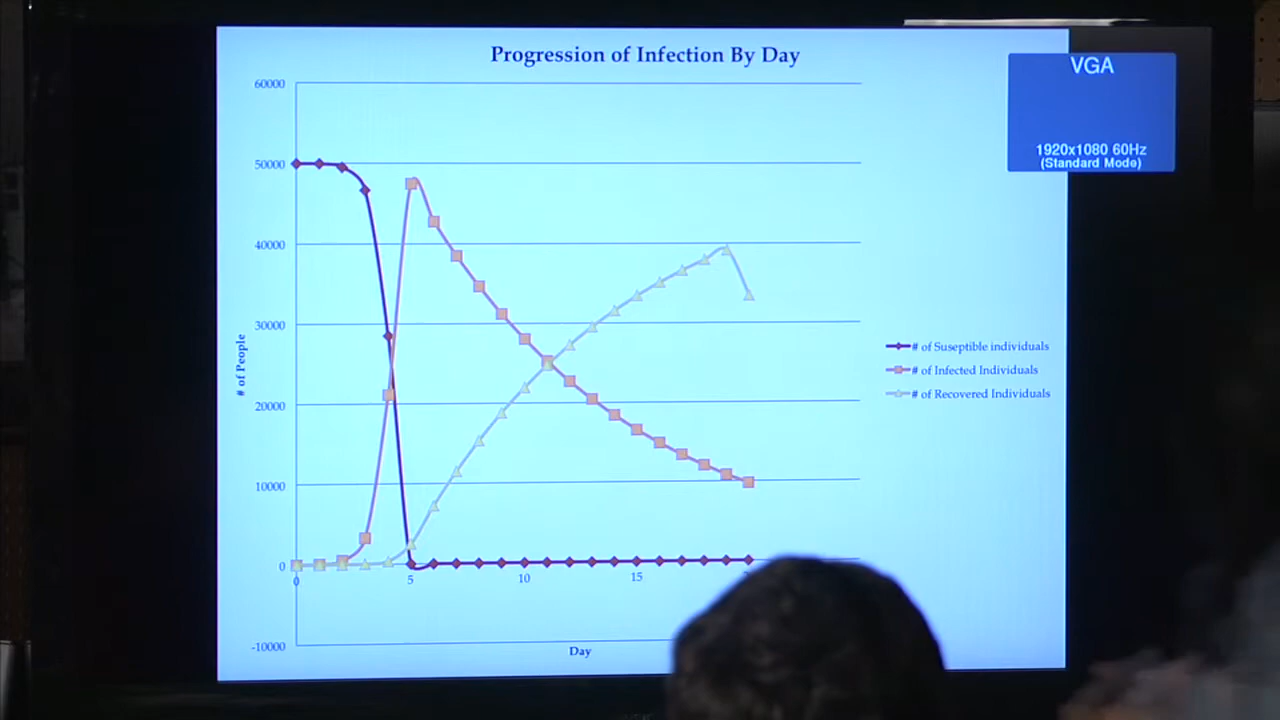 Progression of Infection By Day
VGA
1920x1080 60Hz
(Standard Mode)
60000
50000
40000
30000
20000
10000
0
-10000
# of People
0
5
10
15
Day
# of Suseptible individuals
# of Infected Individuals
# of Recovered Individuals